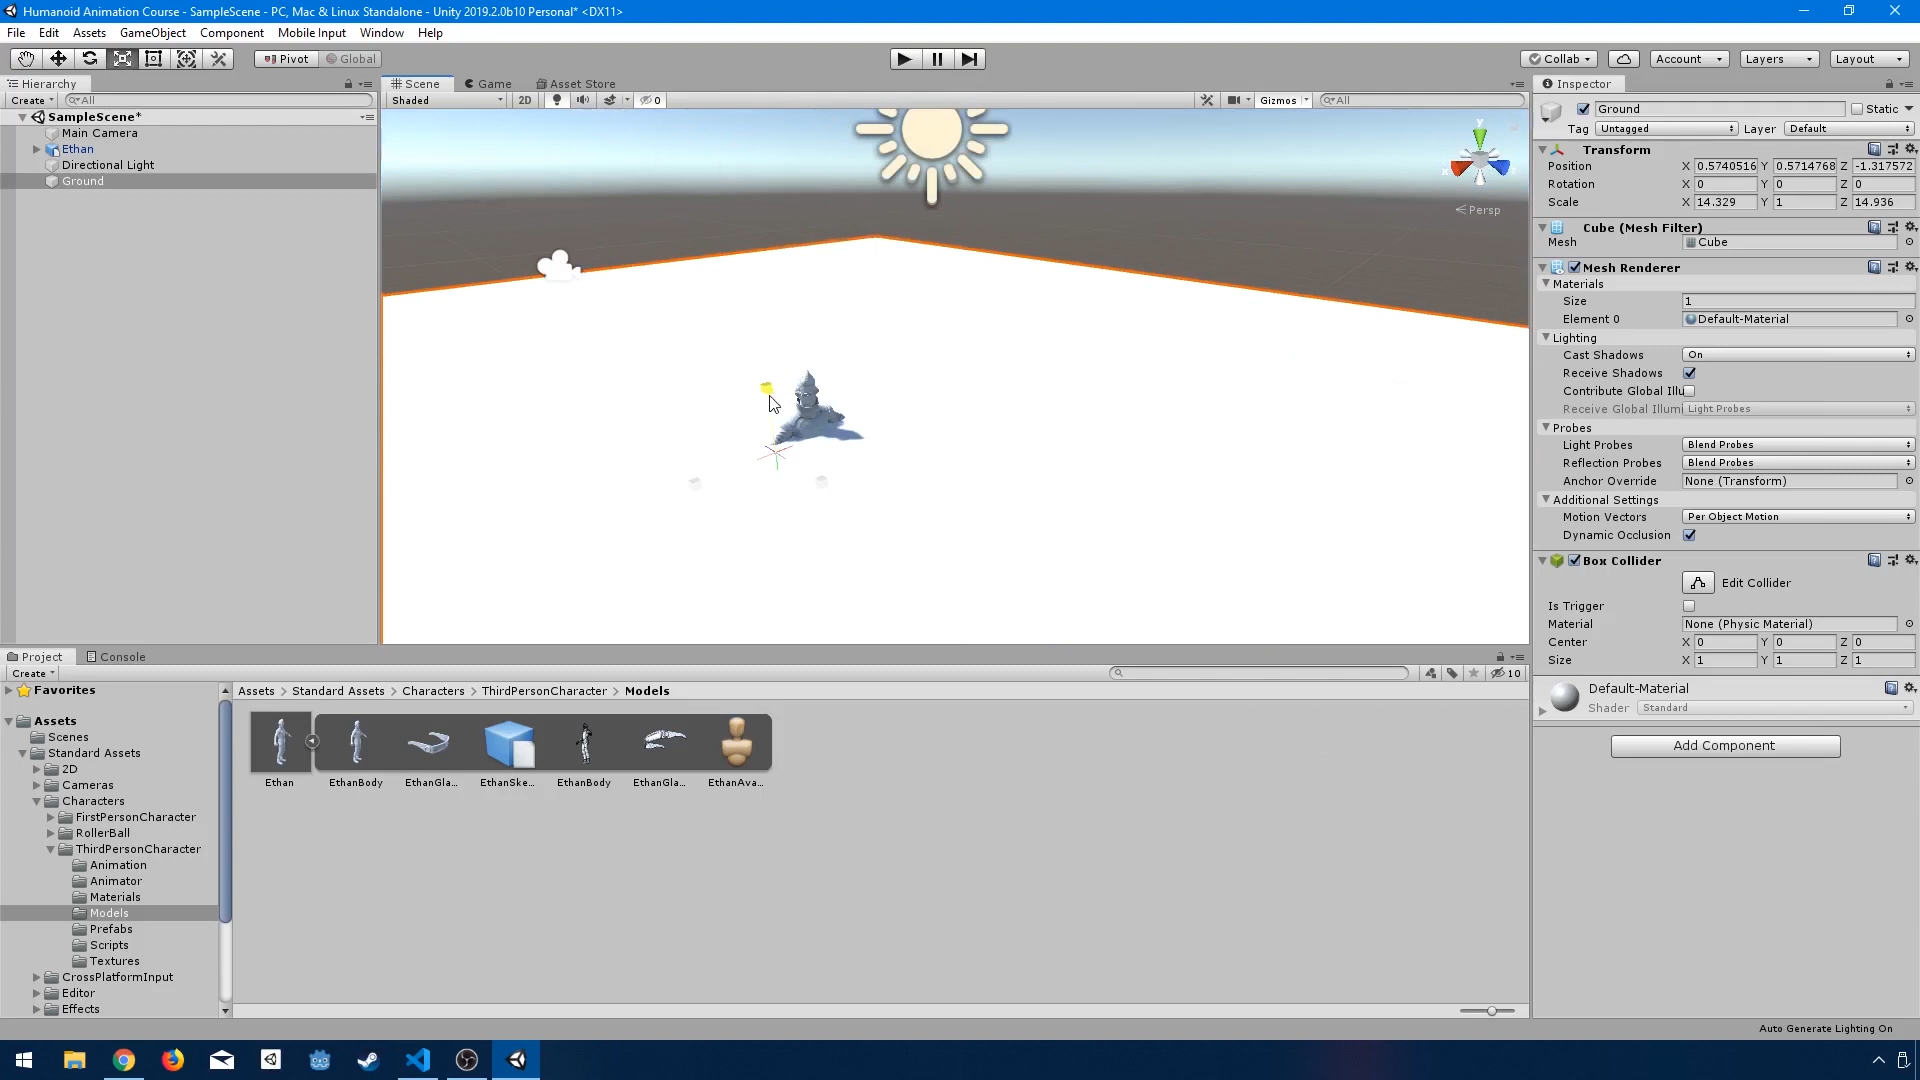 Humanoid Animation Course - SampleScene - PC, Mac & Linux Standalone - Unity 2019.2.0b10 Personal* <DX11>
File Edit Assets GameObject Component Mobile Input Window Help
Pivot Global Collab Account Layers Layout
Hierarchy
Create All
SampleScene*
Main Camera
Ethan
Directional Light
Ground
Scene Game Asset Store
Shaded 2D 0 Gizmos All
y
Persp
Inspector
Ground Static
Tag Untagged Layer Default
Transform
Position X 0.5740516 Y 0.5714768 Z -1.317572
Rotation X 0 Y 0 Z 0
Scale X 14.329 Y 1 Z 14.936
Cube (Mesh Filter)
Mesh Cube
Mesh Renderer
Materials
Size 1
Element 0 Default-Material
Lighting
Cast Shadows On
Receive Shadows
Contribute Global Illu
Receive Global Illumi Light Probes
Probes
Light Probes Blend Probes
Reflection Probes Blend Probes
Anchor Override None (Transform)
Additional Settings
Motion Vectors Per Object Motion
Dynamic Occlusion
Box Collider
Edit Collider
Is Trigger
Material None (Physic Material)
Center X 0 Y 0 Z 0
Size X 1 Y 1 Z 1
Default-Material
Shader Standard
Add Component
Project Console
Create 10
Favorites
Assets
Scenes
Standard Assets
2D
Cameras
Characters
FirstPersonCharacter
RollerBall
ThirdPersonCharacter
Animation
Animator
Materials
Models
Prefabs
Scripts
Textures
CrossPlatformInput
Editor
Effects
Assets > Standard Assets > Characters > ThirdPersonCharacter > Models
Ethan EthanBody EthanGla... EthanSke... EthanBody EthanGla... EthanAva...
Auto Generate Lighting On